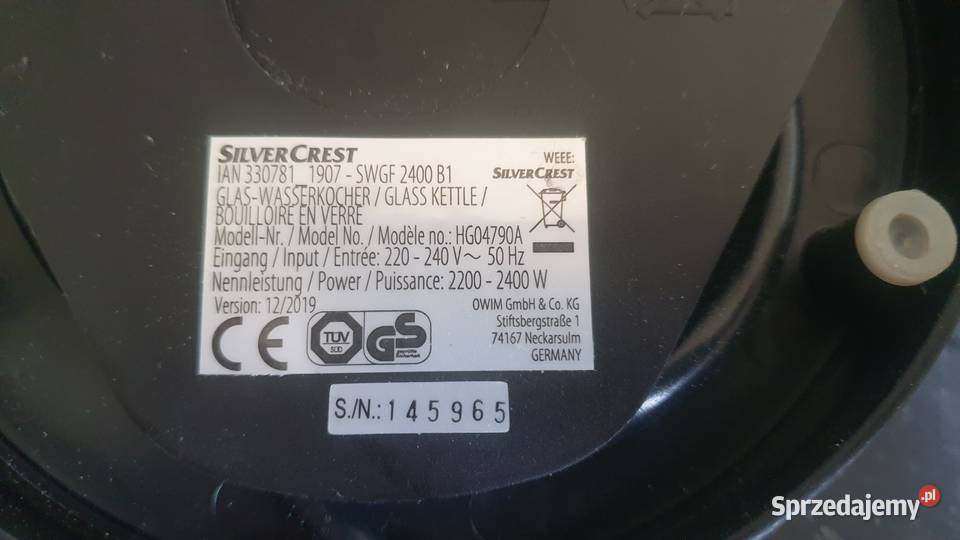 SILVERCREST
IAN 330781_1907 - SWGF 2400 B1
GLAS-WASSERKOCHER / GLASS KETTLE /
BOUILLOIRE EN VERRE
Modell-Nr. / Model No. / Modèle no.: HG04790A
Eingang / Input / Entrée: 220 - 240 V~ 50 Hz
Nennleistung / Power / Puissance: 2200 - 2400 W
Version: 12/2019
WEEE:
SILVERCREST
OWIM GmbH & Co. KG
Stiftsbergstraße 1
74167 Neckarsulm
GERMANY
CE
TÜV
SÜD
GS
geprüfte
Sicherheit
S./N.: 145965
Sprzedajemy.pl